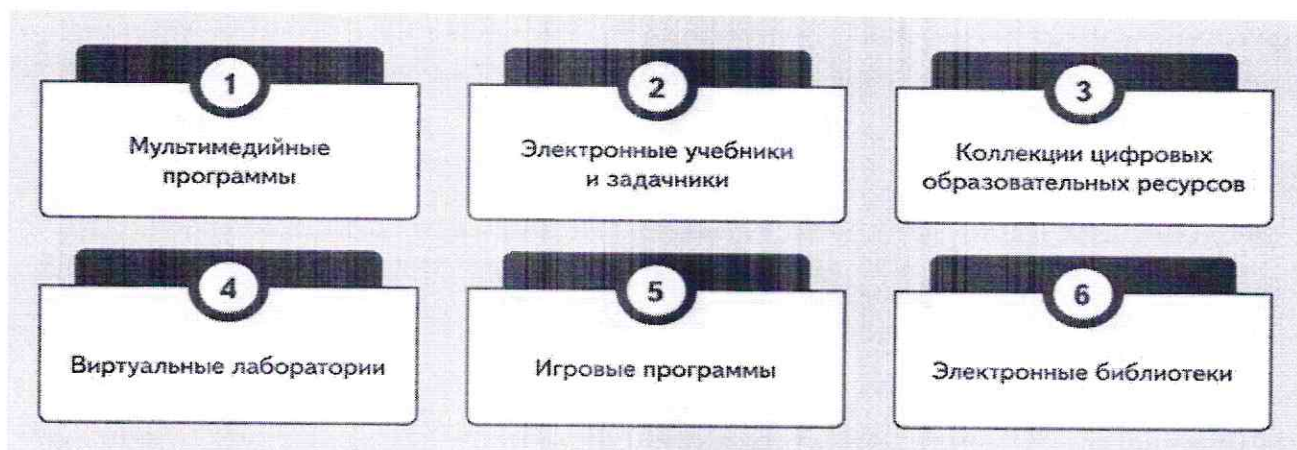 1
Мультимедийные
программы
2
Электронные учебники
и задачники
3
Коллекции цифровых
образовательных ресурсов
4
Виртуальные лаборатории
5
Игровые программы
6
Электронные библиотеки